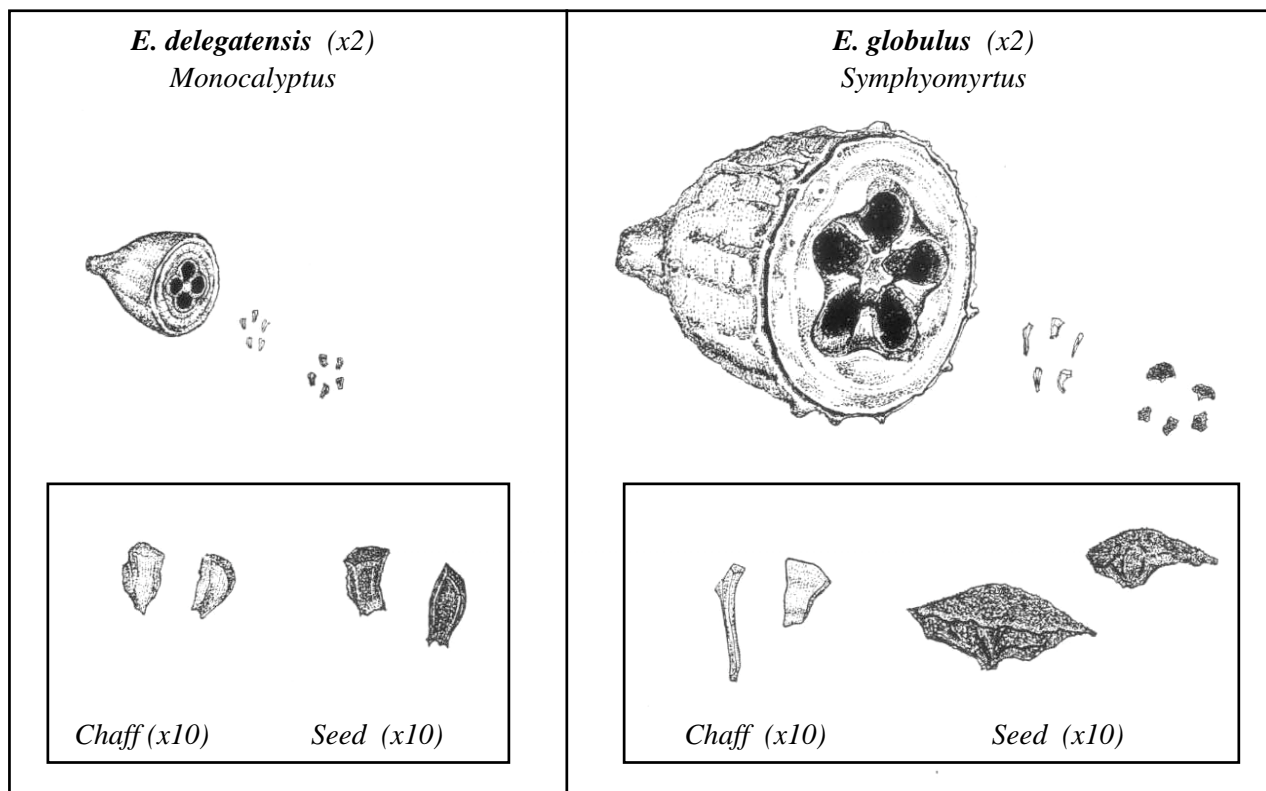 E. delegatensis (x2)
Monocalyptus
E. globulus (x2)
Symphyomyrtus
Chaff (x10) Seed (x10)
Chaff (x10) Seed (x10)